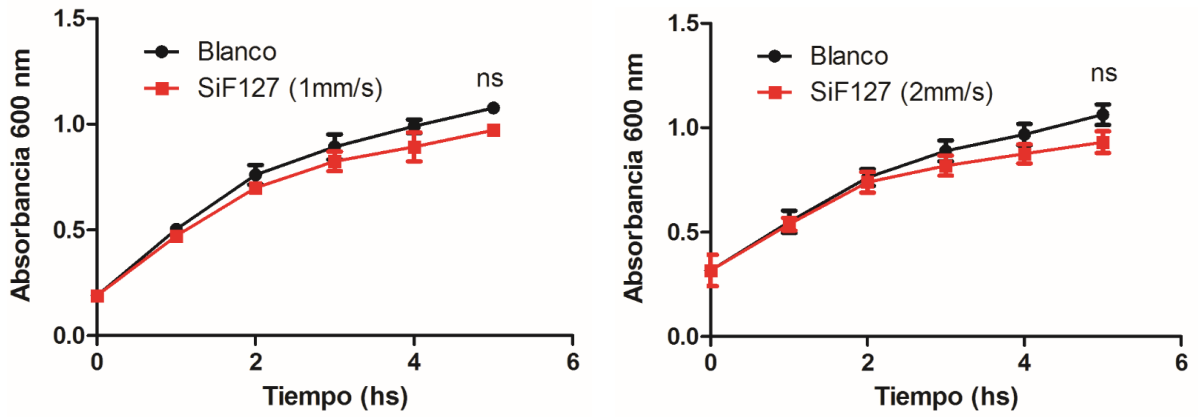 1.5
Blanco
SiF127 (1mm/s)
ns
1.0
0.5
0.0
0
2
4
6
Absorbancia 600 nm
Tiempo (hs)
1.5
Blanco
SiF127 (2mm/s)
ns
1.0
0.5
0.0
0
2
4
6
Absorbancia 600 nm
Tiempo (hs)